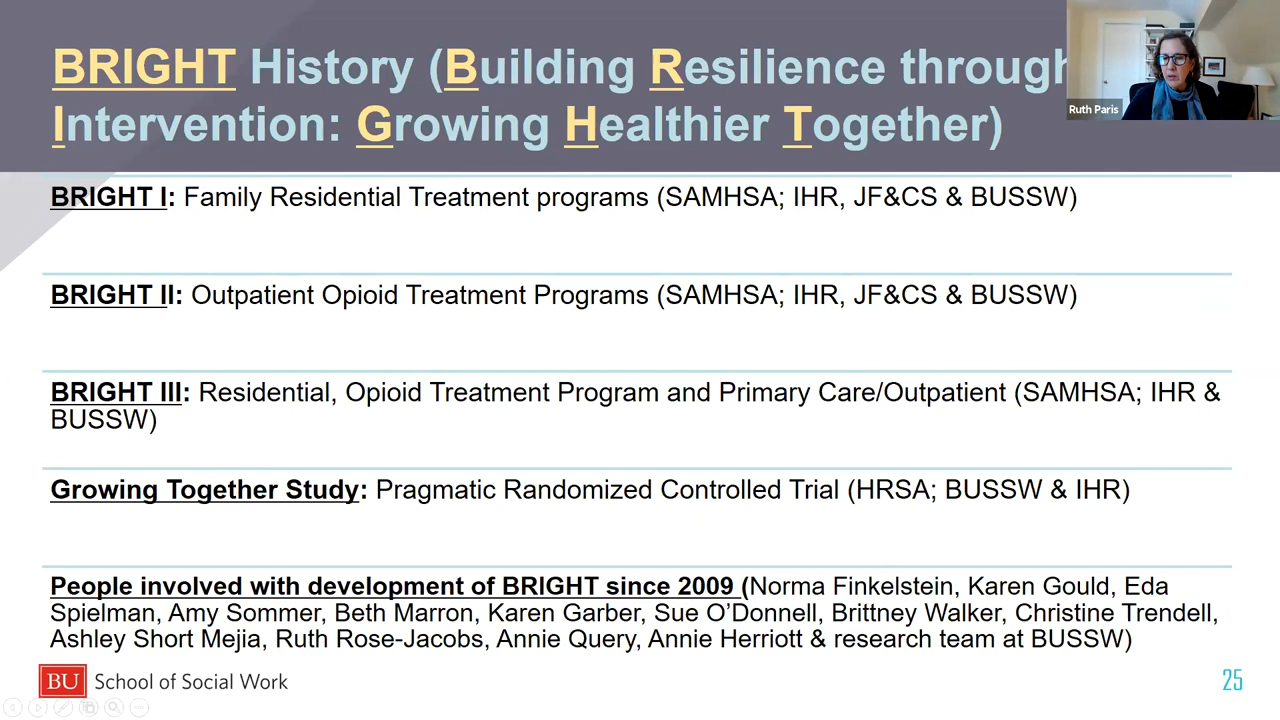 BRIGHT History (Building Resilience through
Intervention: Growing Healthier Together)
Ruth Paris
BRIGHT I: Family Residential Treatment programs (SAMHSA; IHR, JF&CS & BUSSW)
BRIGHT II: Outpatient Opioid Treatment Programs (SAMHSA; IHR, JF&CS & BUSSW)
BRIGHT III: Residential, Opioid Treatment Program and Primary Care/Outpatient (SAMHSA; IHR &
BUSSW)
Growing Together Study: Pragmatic Randomized Controlled Trial (HRSA; BUSSW & IHR)
People involved with development of BRIGHT since 2009 (Norma Finkelstein, Karen Gould, Eda
Spielman, Amy Sommer, Beth Marron, Karen Garber, Sue O’Donnell, Brittney Walker, Christine Trendell,
Ashley Short Mejia, Ruth Rose-Jacobs, Annie Query, Annie Herriott & research team at BUSSW)
BU School of Social Work
25